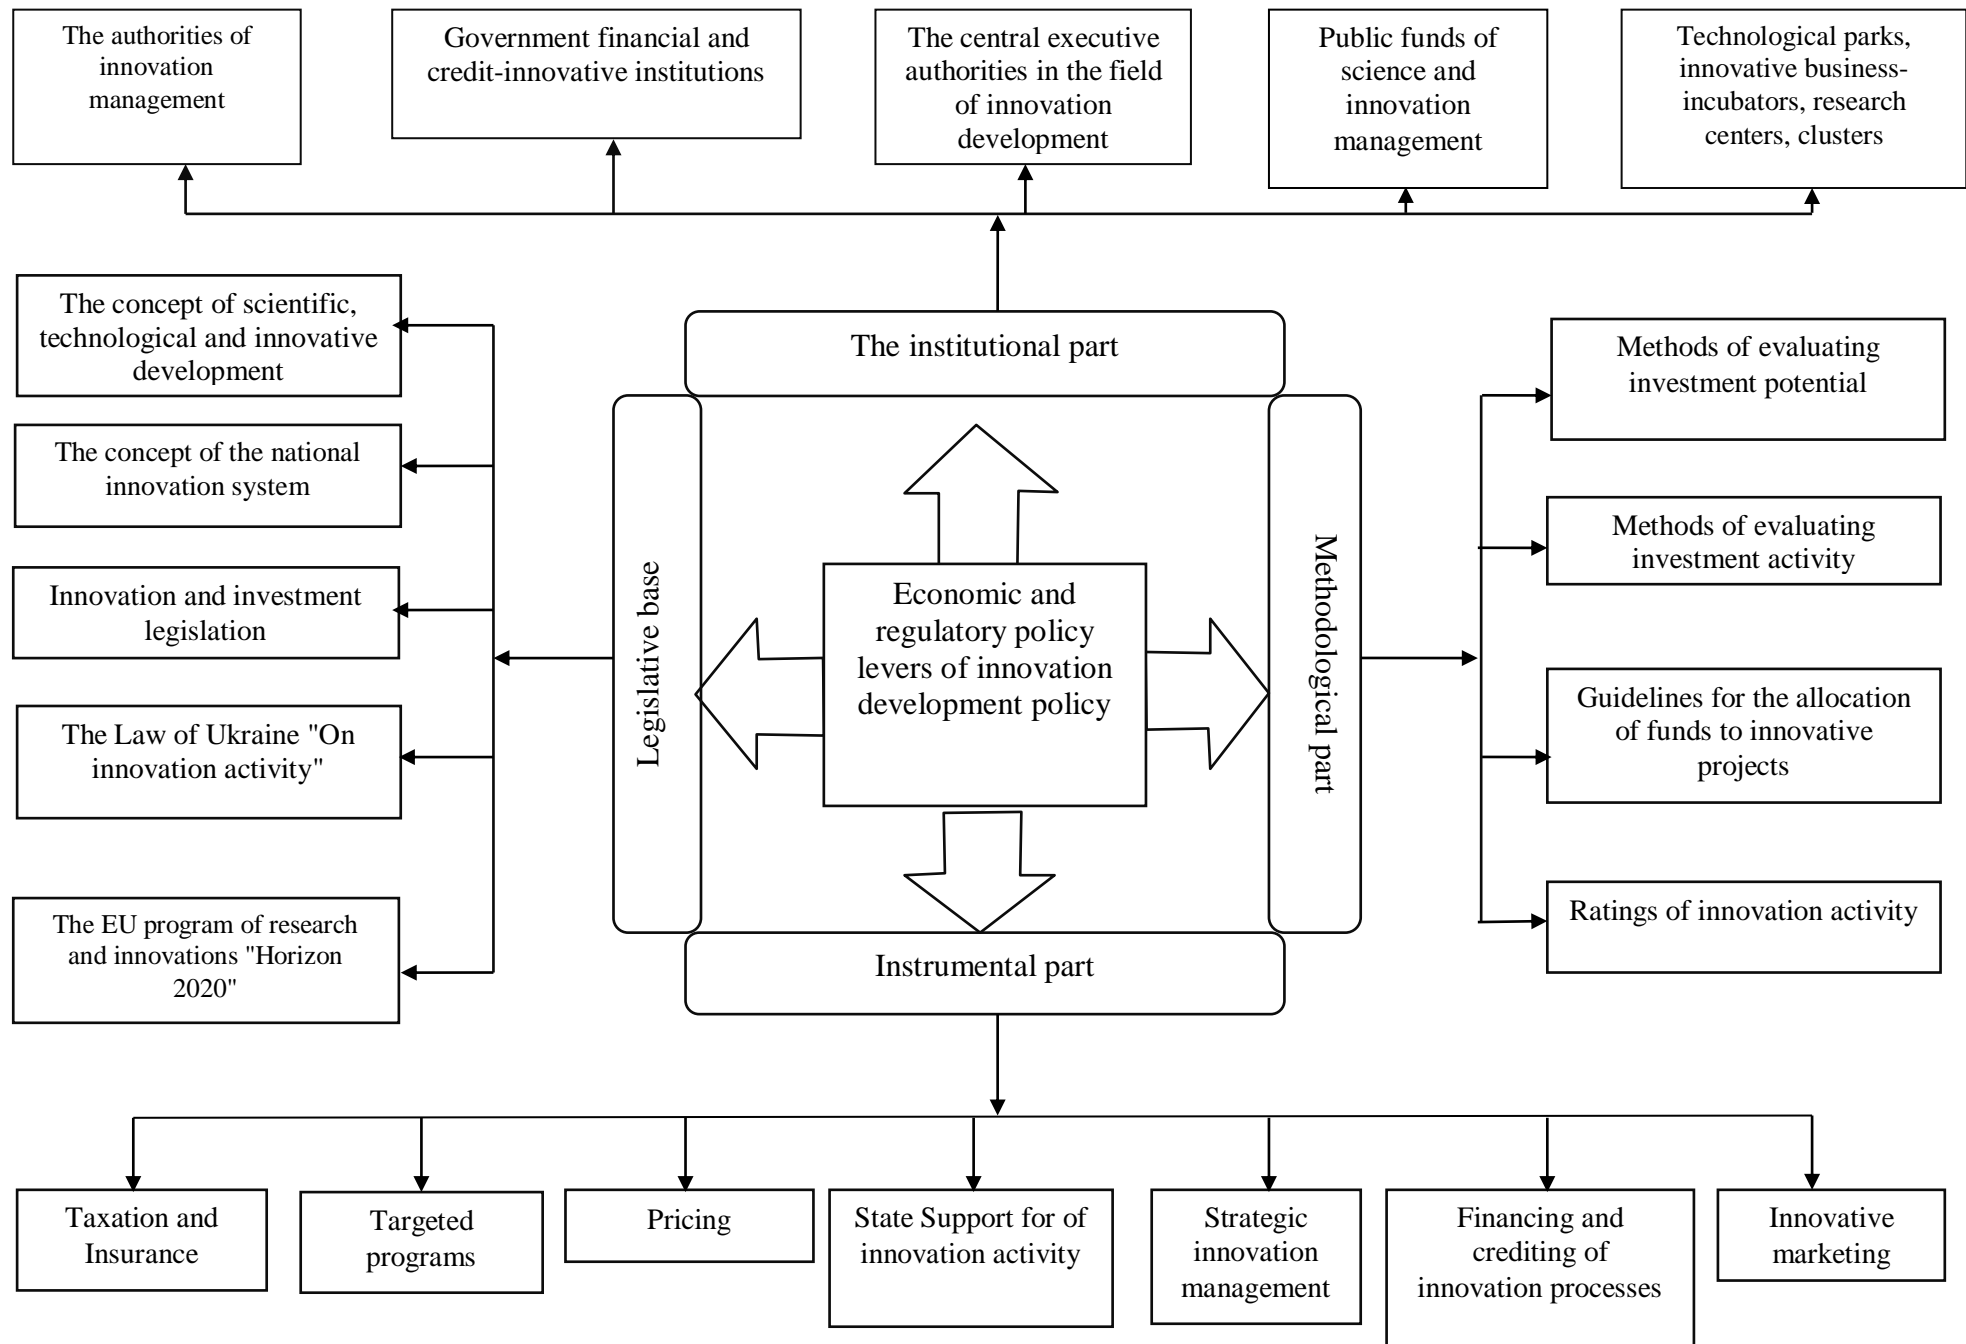 The authorities of
innovation
management
Government financial and
credit-innovative institutions
The central executive
authorities in the field
of innovation
development
Public funds of
science and
innovation
management
Technological parks,
innovative business-
incubators, research
centers, clusters
The concept of scientific,
technological and innovative
development
The concept of the national
innovation system
Innovation and investment
legislation
The Law of Ukraine "On
innovation activity"
The EU program of research
and innovations "Horizon
2020"
The institutional part
Legislative base
Economic and
regulatory policy
levers of innovation
development policy
Methodological part
Instrumental part
Methods of evaluating
investment potential
Methods of evaluating
investment activity
Guidelines for the allocation
of funds to innovative
projects
Ratings of innovation activity
Taxation and
Insurance
Targeted
programs
Pricing
State Support for of
innovation activity
Strategic
innovation
management
Financing and
crediting of
innovation processes
Innovative
marketing